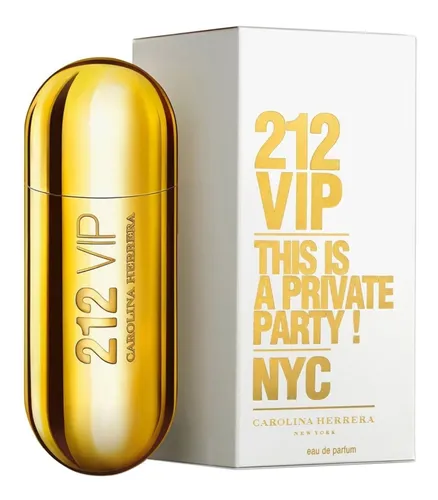 212 VIP
CAROLINA HERRERA
212
VIP
THIS IS
A PRIVATE
PARTY !
NYC
CAROLINA HERRERA
NEW YORK
eau de parfum